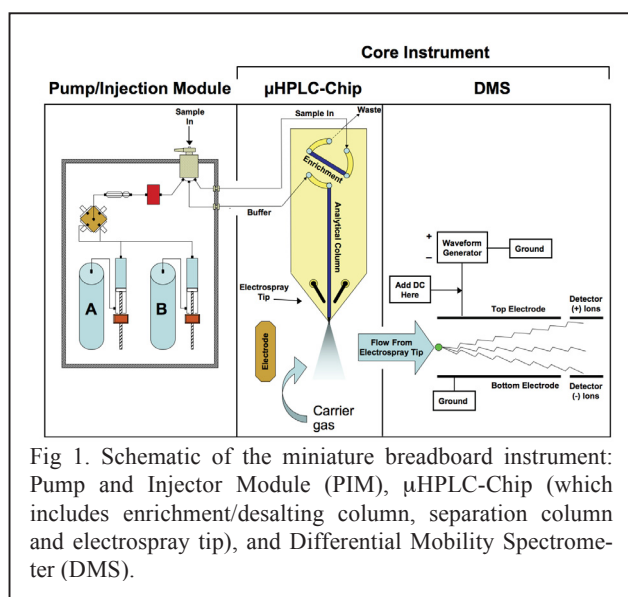 Core Instrument
Pump/Injection Module
µHPLC-Chip
DMS
Sample
In
Sample In
Waste
Enrichment
Buffer
Analytical Column
A
B
Electrospray
Tip
Electrode
Carrier
gas
+
−
Waveform
Generator
Ground
Add DC
Here
Top Electrode
Detector
(+) Ions
Flow From
Electrospray Tip
Bottom Electrode
Detector
(-) Ions
Ground
Fig 1. Schematic of the miniature breadboard instrument:
Pump and Injector Module (PIM), µHPLC-Chip (which
includes enrichment/desalting column, separation column
and electrospray tip), and Differential Mobility Spectrome-
ter (DMS).